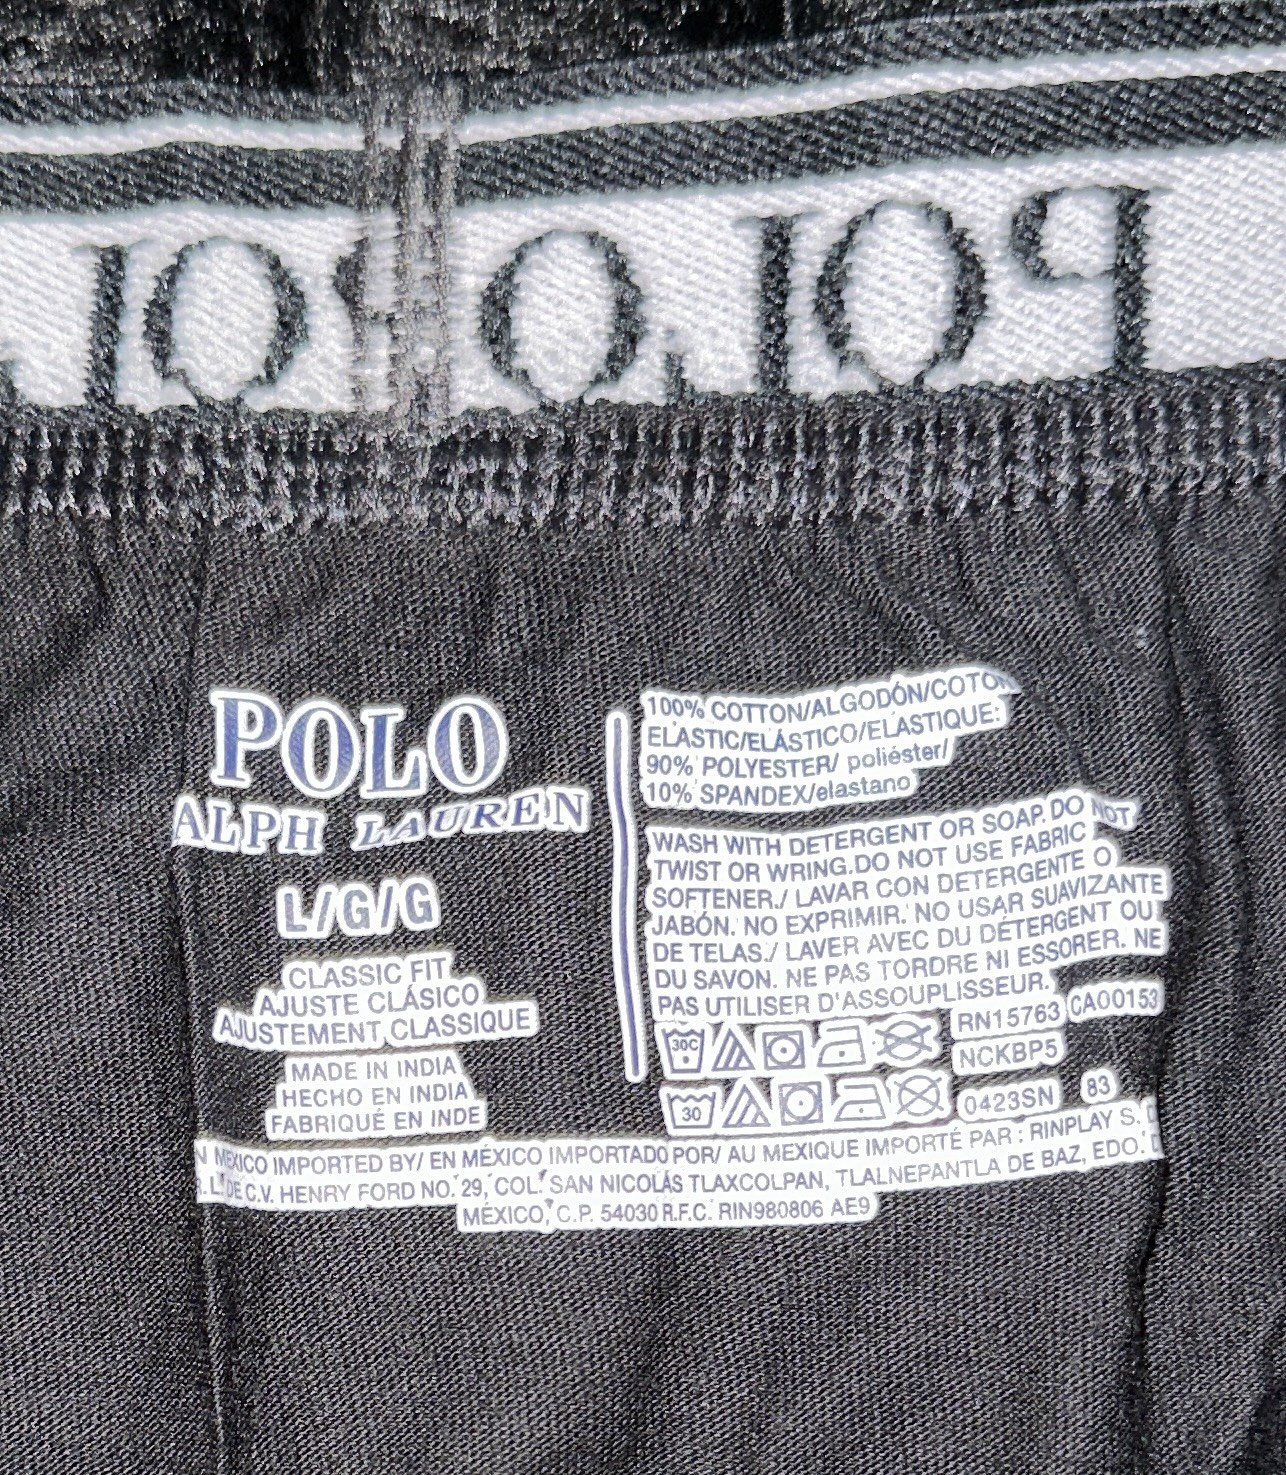 POLO
ALPH LAUREN
L/G/G
CLASSIC FIT
AJUSTE CLÁSICO
AJUSTEMENT CLASSIQUE
MADE IN INDIA
HECHO EN INDIA
FABRIQUÉ EN INDE
100% COTTON/ALGODÓN/COTON
ELASTIC/ELÁSTICO/ELASTIQUE:
90% POLYESTER/ poliéster/
10% SPANDEX/elastano
WASH WITH DETERGENT OR SOAP. DO NOT
TWIST OR WRING.DO NOT USE FABRIC
SOFTENER./ LAVAR CON DETERGENTE O
JABÓN. NO EXPRIMIR. NO USAR SUAVIZANTE
DE TELAS./ LAVER AVEC DU DÉTERGENT OU
DU SAVON. NE PAS TORDRE NI ESSORER. NE
PAS UTILISER D'ASSOUPLISSEUR.
30C RN15763 CA00153
NCKBP5
30 0423SN 83
N MEXICO IMPORTED BY/ EN MÉXICO IMPORTADO POR/ AU MEXIQUE IMPORTÉ PAR : RINPLAY S.
. L. DE C.V. HENRY FORD NO. 29, COL. SAN NICOLÁS TLAXCOLPAN, TLALNEPANTLA DE BAZ, EDO.
MÉXICO, C.P. 54030 R.F.C. RIN980806 AE9